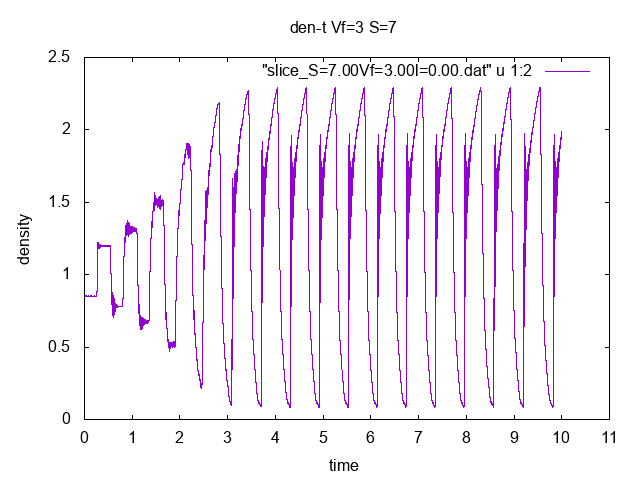 den-t Vf=3 S=7
"slice_S=7.00Vf=3.00I=0.00.dat" u 1:2
2.5
2
1.5
1
0.5
0
density
0 1 2 3 4 5 6 7 8 9 10 11
time